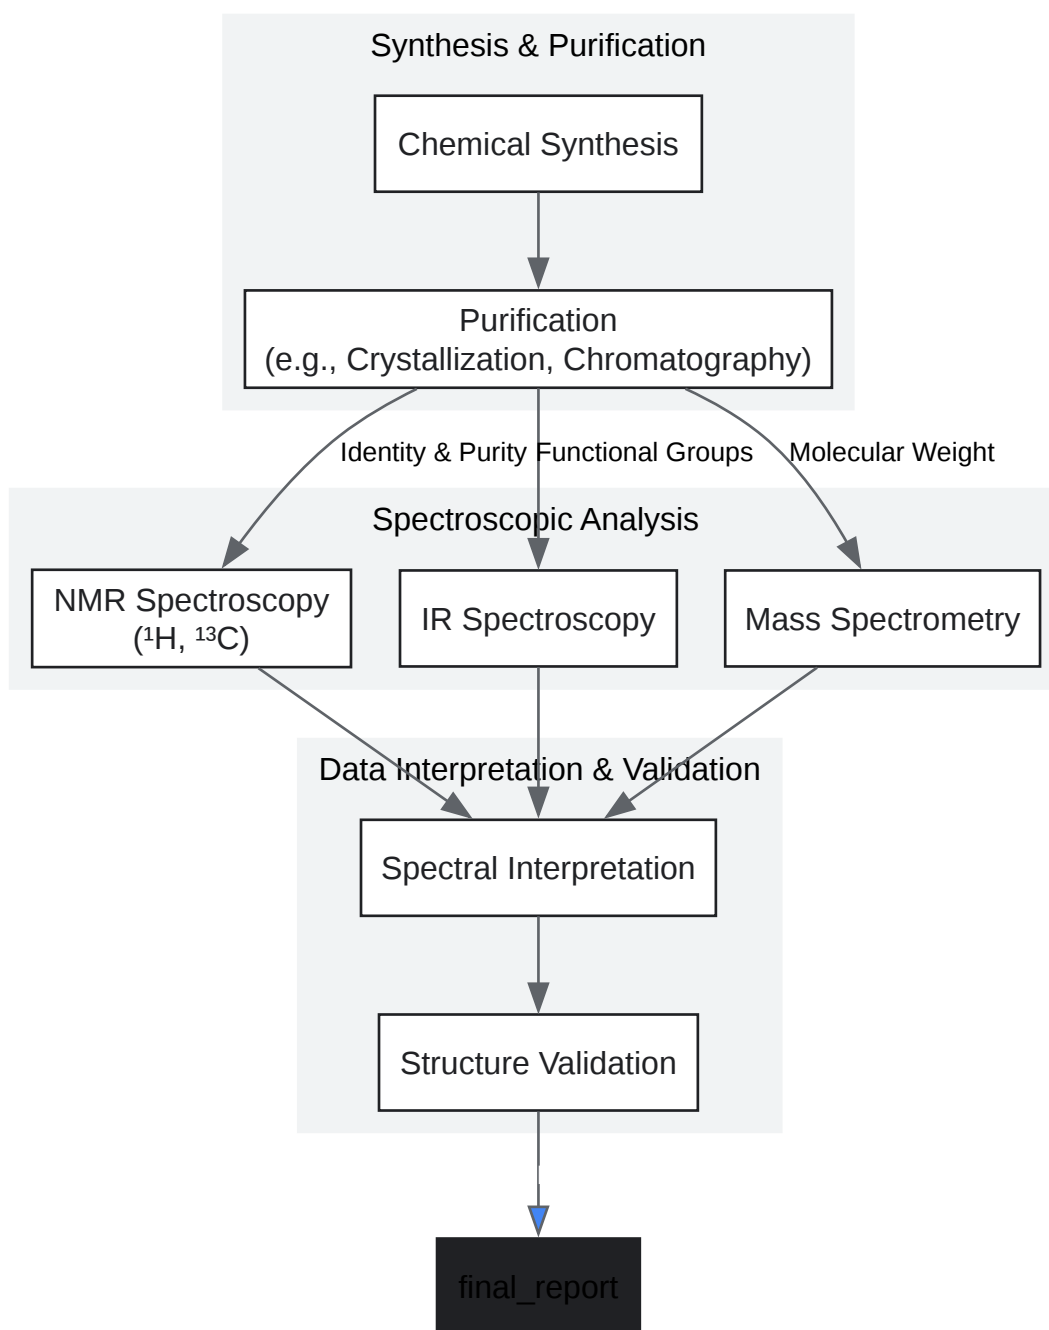 Synthesis & Purification
Chemical Synthesis
Purification
(e.g., Crystallization, Chromatography)
Identity & Purity
Functional Groups
Molecular Weight
Spectroscopic Analysis
NMR Spectroscopy
(¹H, ¹³C)
IR Spectroscopy
Mass Spectrometry
Data Interpretation & Validation
Spectral Interpretation
Structure Validation
final_report